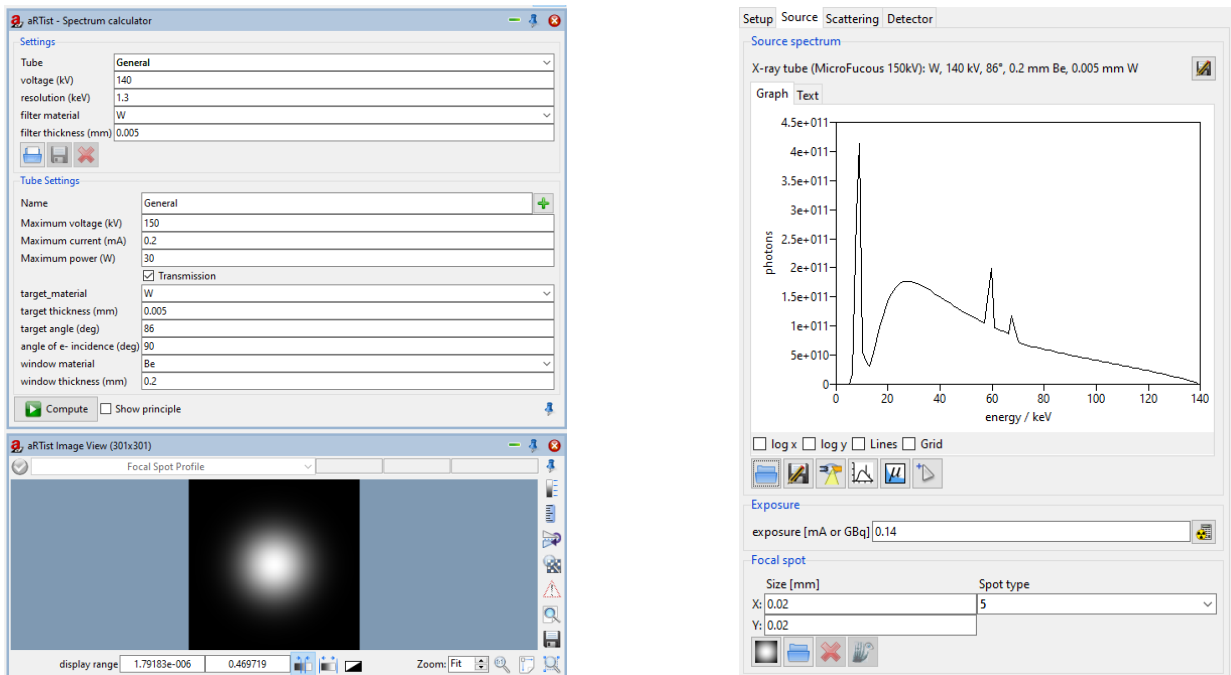 aRTist - Spectrum calculator
Settings
Tube General
voltage (kV) 140
resolution (keV) 1.3
filter material W
filter thickness (mm) 0.005
Tube Settings
Name General
Maximum voltage (kV) 150
Maximum current (mA) 0.2
Maximum power (W) 30
Transmission
target_material W
target thickness (mm) 0.005
target angle (deg) 86
angle of e- incidence (deg) 90
window material Be
window thickness (mm) 0.2
Compute Show principle
aRTist Image View (301x301)
Focal Spot Profile
display range 1.79183e-006 0.469719 Zoom: Fit
Setup Source Scattering Detector
Source spectrum
X-ray tube (MicroFucous 150kV): W, 140 kV, 86°, 0.2 mm Be, 0.005 mm W
Graph Text
4.5e+011
4e+011
3.5e+011
3e+011
2.5e+011
2e+011
1.5e+011
1e+011
5e+010
0
photons
0 20 40 60 80 100 120 140
energy / keV
log x log y Lines Grid
μ
Exposure
exposure [mA or GBq] 0.14
Focal spot
Size [mm] Spot type
X: 0.02 5
Y: 0.02